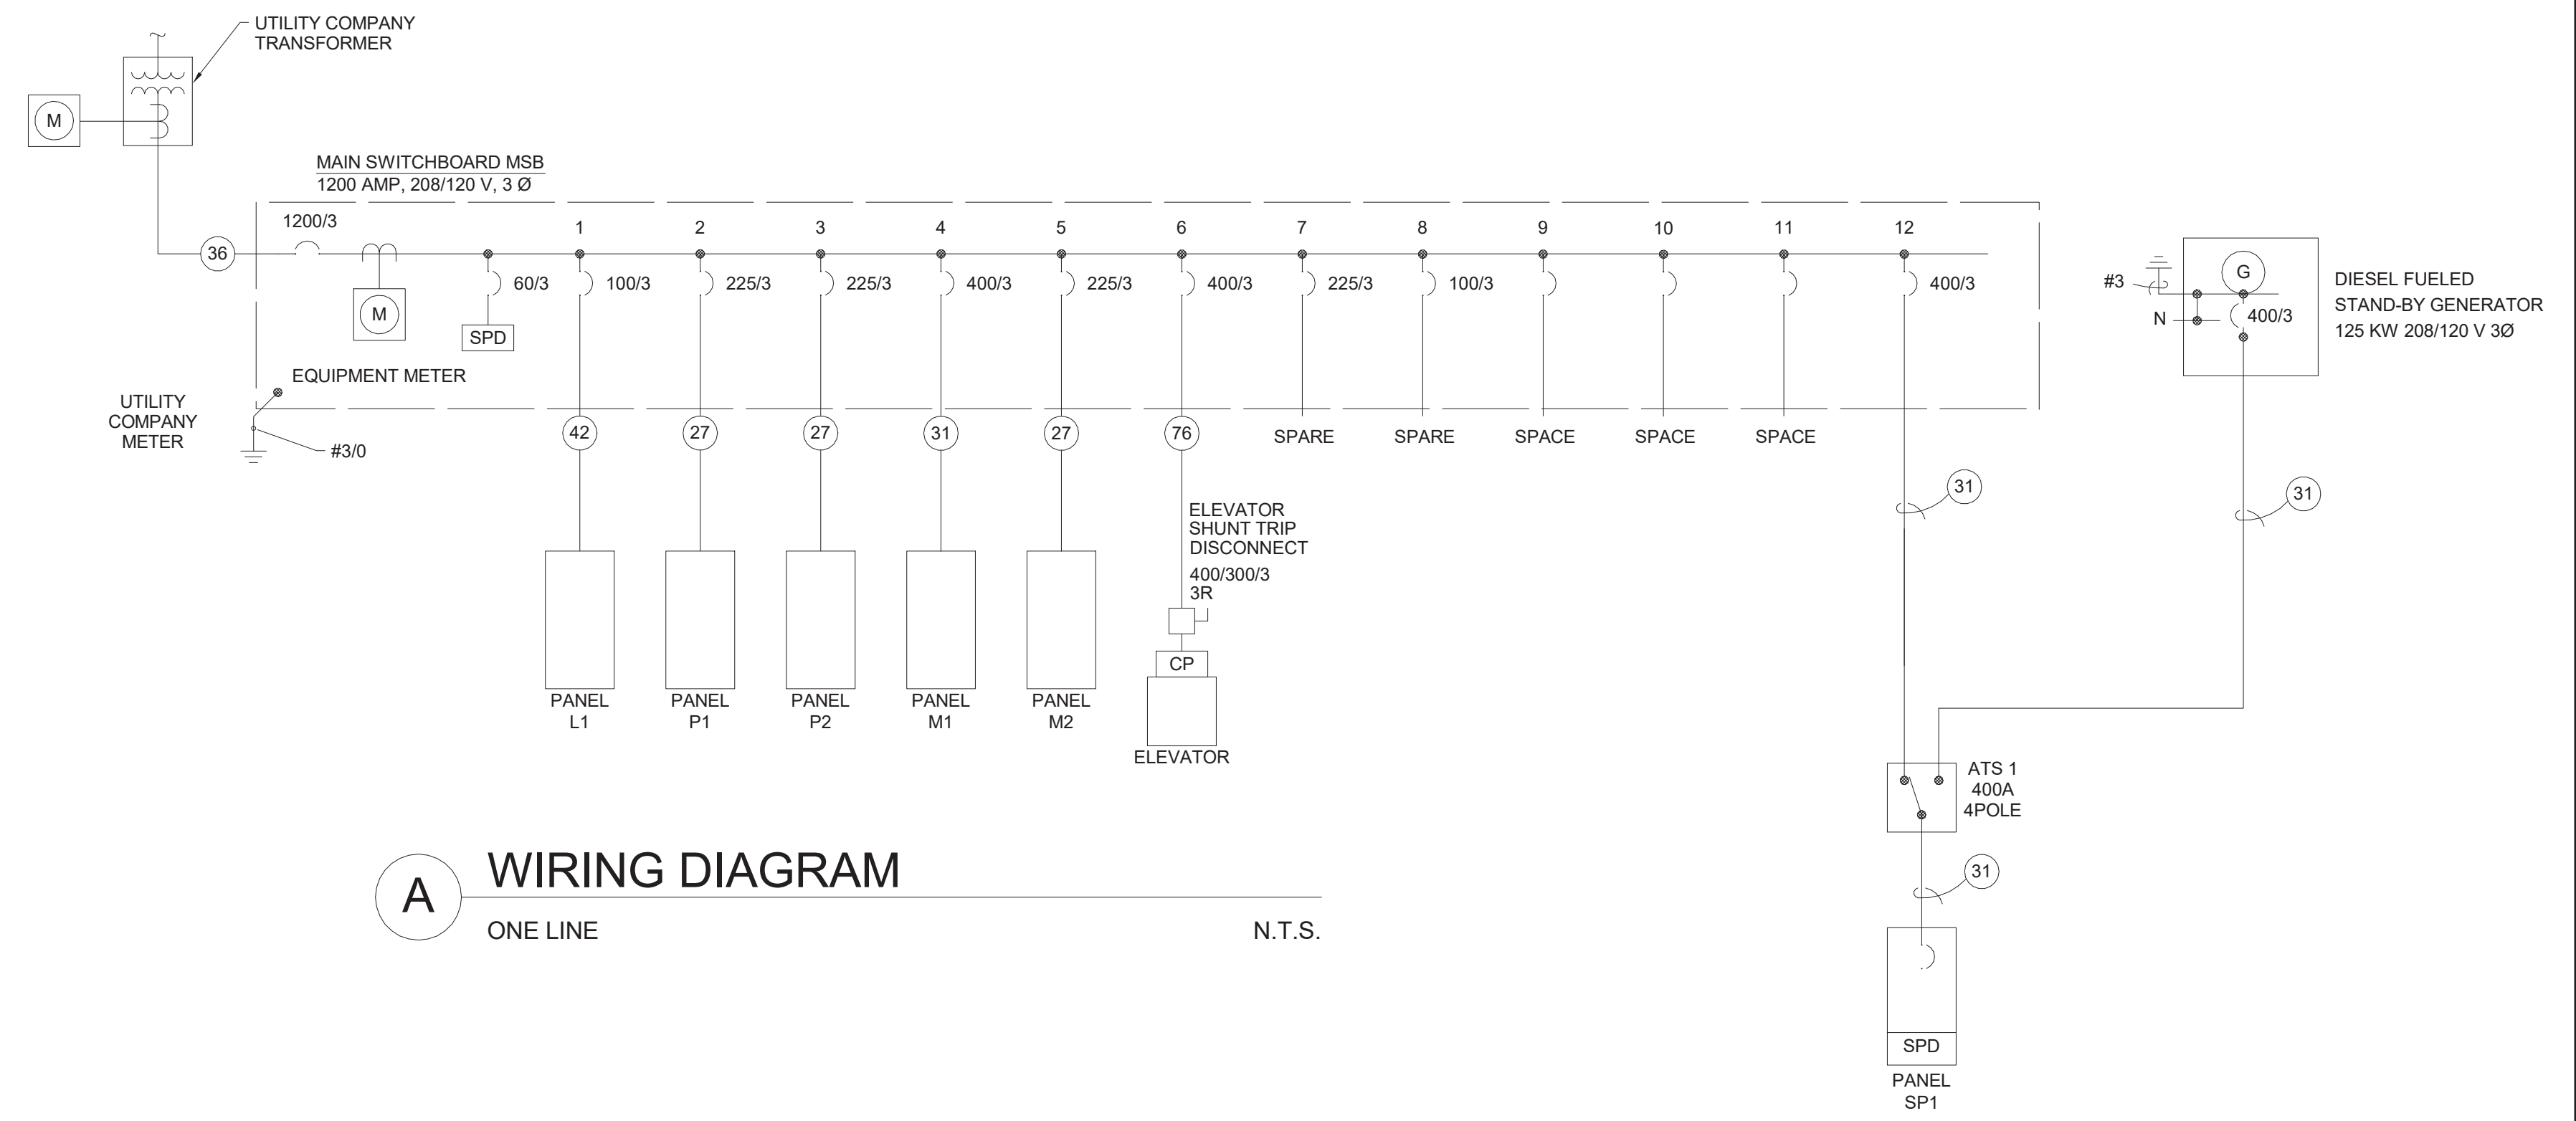 UTILITY COMPANY
TRANSFORMER
M
MAIN SWITCHBOARD MSB
1200 AMP, 208/120 V, 3 Ø
36
1200/3
M
60/3
SPD
1
2
3
4
5
6
7
8
9
10
11
12
100/3
225/3
225/3
400/3
225/3
400/3
225/3
100/3
400/3
EQUIPMENT METER
UTILITY
COMPANY
METER
#3/0
42
27
27
31
27
76
SPARE
SPARE
SPACE
SPACE
SPACE
G
#3
N
400/3
DIESEL FUELED
STAND-BY GENERATOR
125 KW 208/120 V 3Ø
31
31
ELEVATOR
SHUNT TRIP
DISCONNECT
400/300/3
3R
CP
ELEVATOR
PANEL
L1
PANEL
P1
PANEL
P2
PANEL
M1
PANEL
M2
ATS 1
400A
4POLE
31
SPD
PANEL
SP1
A
WIRING DIAGRAM
ONE LINE
N.T.S.